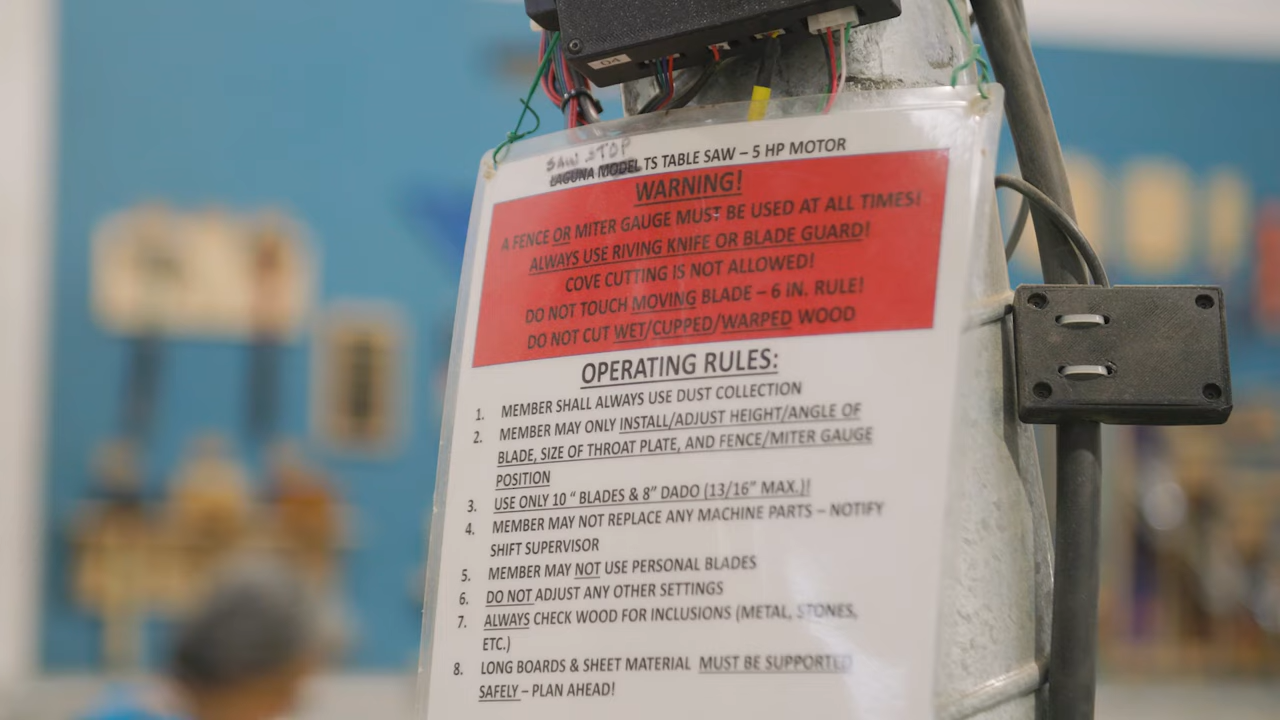 04
SAW STOP
LAGUNA MODEL TS TABLE SAW – 5 HP MOTOR
WARNING!
A FENCE OR MITER GAUGE MUST BE USED AT ALL TIMES!
ALWAYS USE RIVING KNIFE OR BLADE GUARD!
COVE CUTTING IS NOT ALLOWED!
DO NOT TOUCH MOVING BLADE – 6 IN. RULE!
DO NOT CUT WET/CUPPED/WARPED WOOD
OPERATING RULES:
1. MEMBER SHALL ALWAYS USE DUST COLLECTION
2. MEMBER MAY ONLY INSTALL/ADJUST HEIGHT/ANGLE OF
BLADE, SIZE OF THROAT PLATE, AND FENCE/MITER GAUGE
POSITION
3. USE ONLY 10 " BLADES & 8" DADO (13/16" MAX.)!
4. MEMBER MAY NOT REPLACE ANY MACHINE PARTS – NOTIFY
SHIFT SUPERVISOR
5. MEMBER MAY NOT USE PERSONAL BLADES
6. DO NOT ADJUST ANY OTHER SETTINGS
7. ALWAYS CHECK WOOD FOR INCLUSIONS (METAL, STONES,
ETC.)
8. LONG BOARDS & SHEET MATERIAL MUST BE SUPPORTED
SAFELY – PLAN AHEAD!